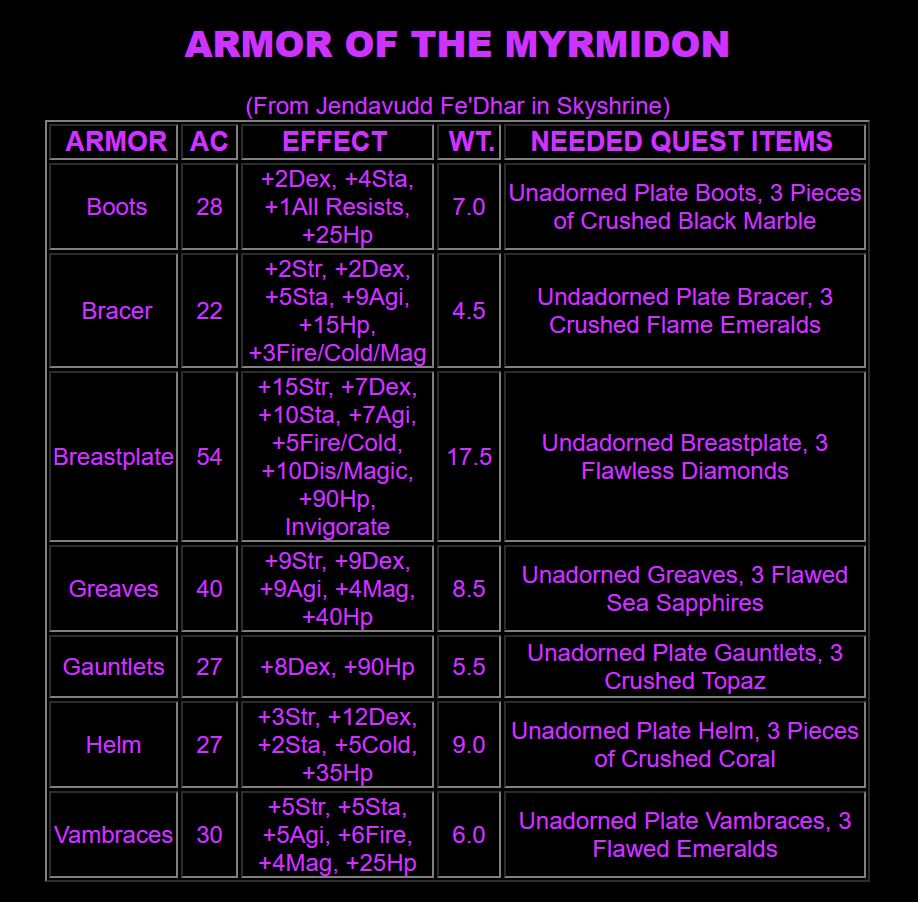 ARMOR OF THE MYRMIDON
(From Jendavudd Fe'Dhar in Skyshrine)
ARMOR AC EFFECT WT. NEEDED QUEST ITEMS
Boots 28 +2Dex, +4Sta,
+1All Resists,
+25Hp 7.0 Unadorned Plate Boots, 3 Pieces
of Crushed Black Marble
Bracer 22 +2Str, +2Dex,
+5Sta, +9Agi,
+15Hp,
+3Fire/Cold/Mag 4.5 Undadorned Plate Bracer, 3
Crushed Flame Emeralds
Breastplate 54 +15Str, +7Dex,
+10Sta, +7Agi,
+5Fire/Cold,
+10Dis/Magic,
+90Hp,
Invigorate 17.5 Undadorned Breastplate, 3
Flawless Diamonds
Greaves 40 +9Str, +9Dex,
+9Agi, +4Mag,
+40Hp 8.5 Unadorned Greaves, 3 Flawed
Sea Sapphires
Gauntlets 27 +8Dex, +90Hp 5.5 Unadorned Plate Gauntlets, 3
Crushed Topaz
Helm 27 +3Str, +12Dex,
+2Sta, +5Cold,
+35Hp 9.0 Unadorned Plate Helm, 3 Pieces
of Crushed Coral
Vambraces 30 +5Str, +5Sta,
+5Agi, +6Fire,
+4Mag, +25Hp 6.0 Unadorned Plate Vambraces, 3
Flawed Emeralds